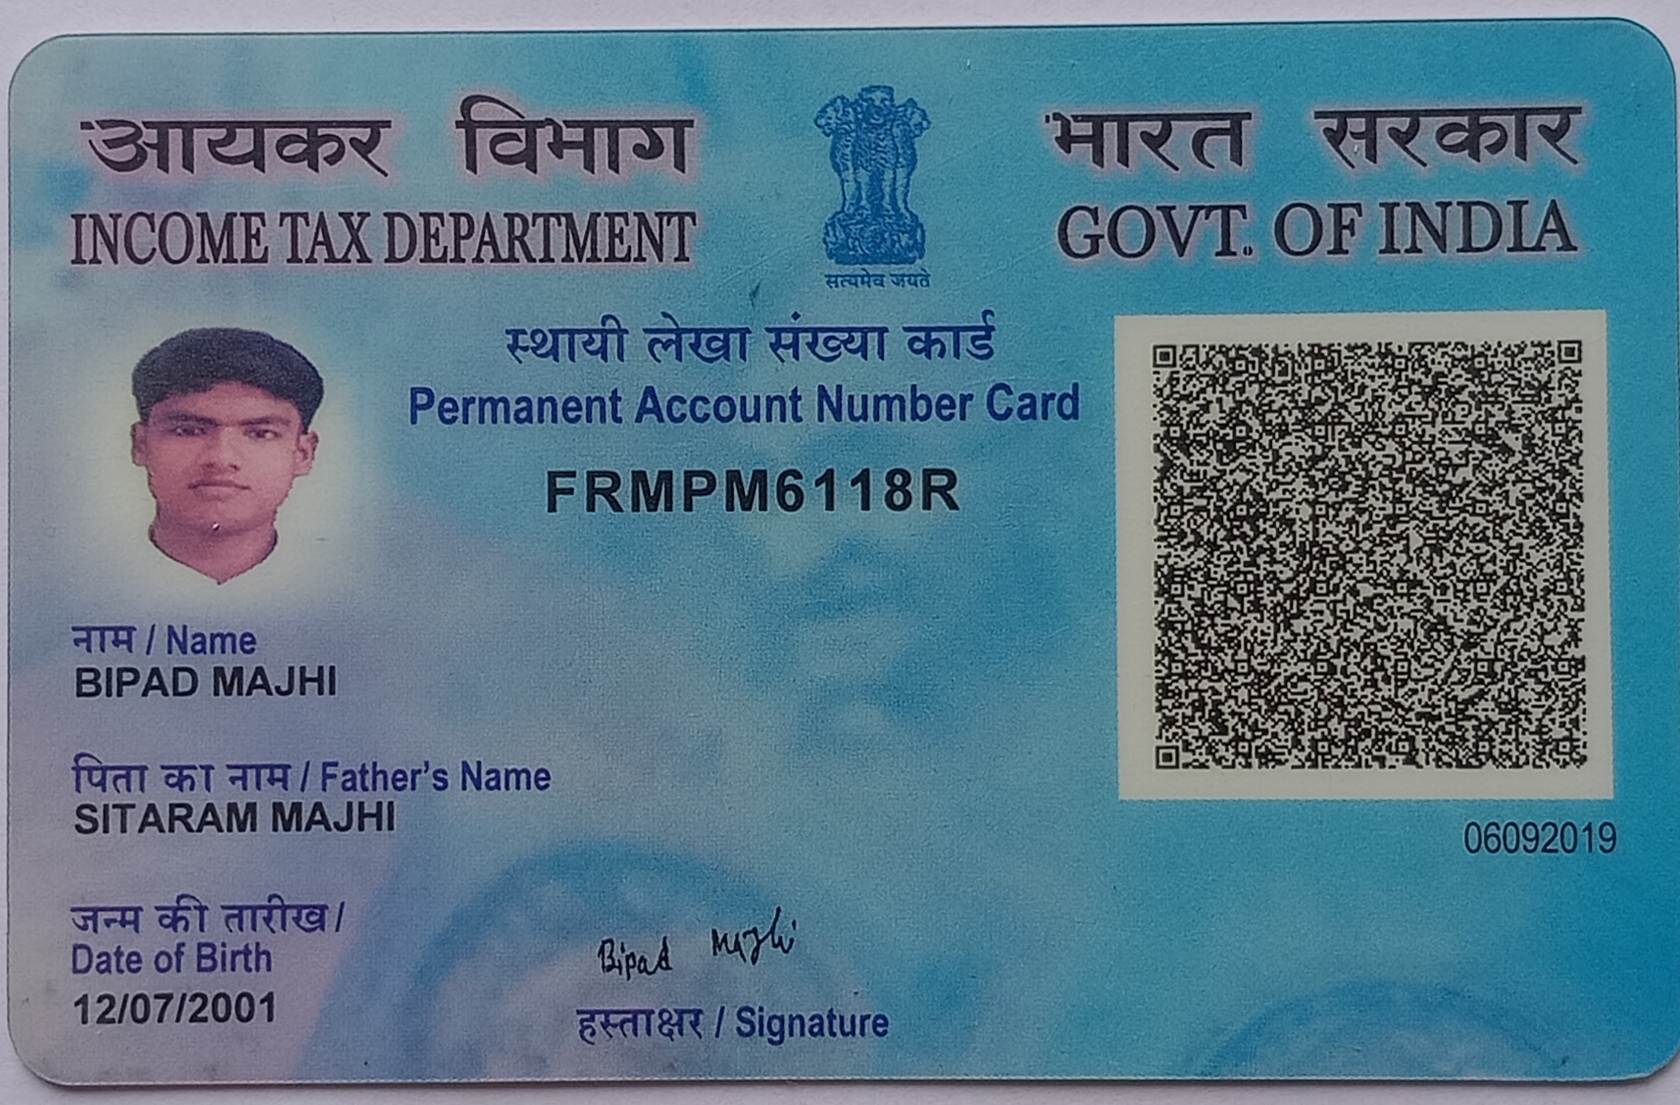 आयकर विभाग
INCOME TAX DEPARTMENT
सत्यमेव जयते
भारत सरकार
GOVT. OF INDIA
स्थायी लेखा संख्या कार्ड
Permanent Account Number Card
FRMPM6118R
नाम / Name
BIPAD MAJHI
पिता का नाम / Father's Name
SITARAM MAJHI
06092019
जन्म की तारीख /
Date of Birth
12/07/2001
Bipad Majhi
हस्ताक्षर / Signature